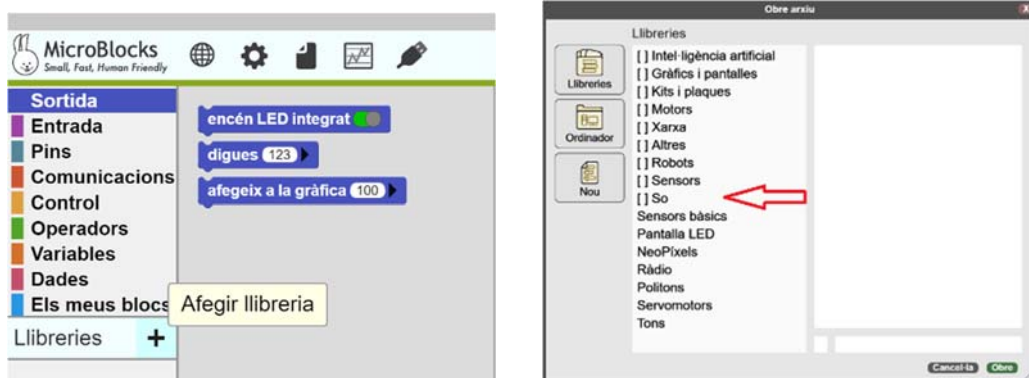 MicroBlocks
Small, Fast, Human Friendly
Sortida
Entrada
Pins
Comunicacions
Control
Operadors
Variables
Dades
Els meus blocs
Llibreries +
encén LED integrat
digues 123
afegeix a la gràfica 100
Afegir llibreria
Obre arxiu
X
Llibreries
Ordinador
Nou
Llibreries
[ ] Intel·ligència artificial
[ ] Gràfics i pantalles
[ ] Kits i plaques
[ ] Motors
[ ] Xarxa
[ ] Altres
[ ] Robots
[ ] Sensors
[ ] So
Sensors bàsics
Pantalla LED
NeoPíxels
Ràdio
Politons
Servomotors
Tons
Cancel·la
Obre